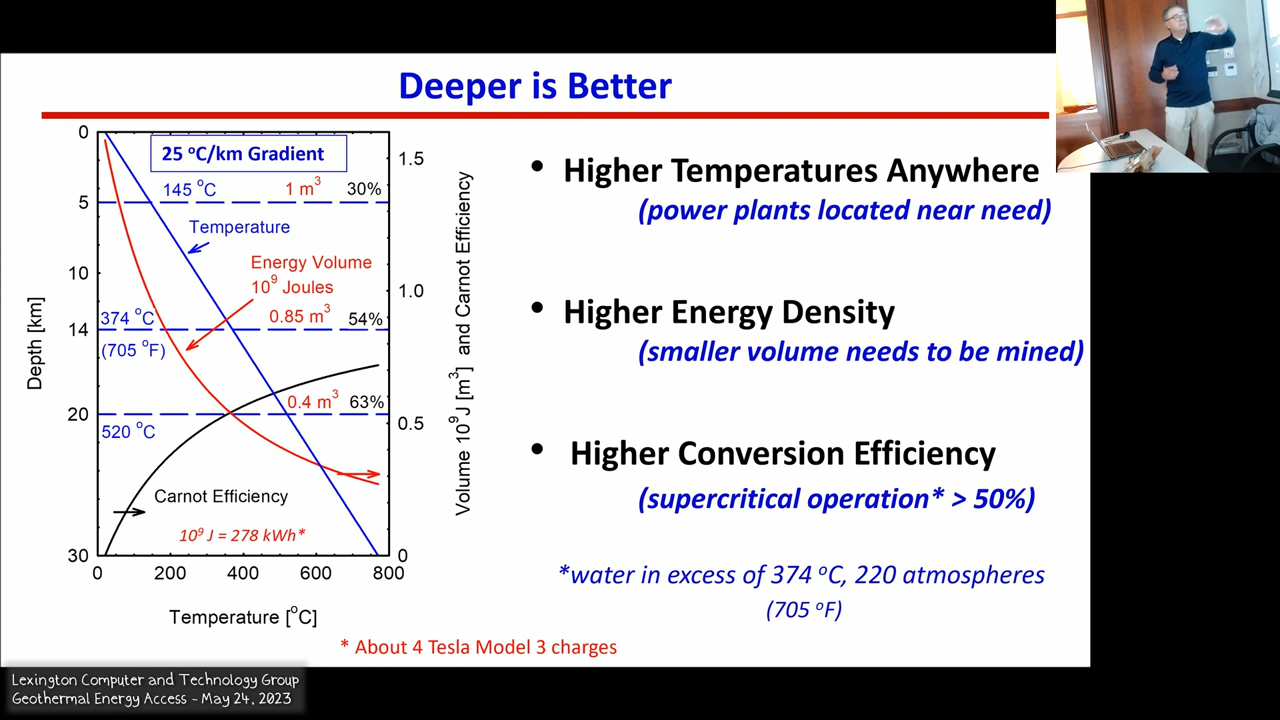 Deeper is Better
25 °C/km Gradient
0
5
10
14
20
30
Depth [km]
145 °C 1 m³ 30%
Temperature
Energy Volume
10⁹ Joules
374 °C 0.85 m³ 54%
(705 °F)
0.4 m³ 63%
520 °C
Carnot Efficiency
10⁹ J = 278 kWh*
0 200 400 600 800
Temperature [°C]
1.5
1.0
0.5
0
Volume 10⁹J [m³] and Carnot Efficiency
* About 4 Tesla Model 3 charges
• Higher Temperatures Anywhere
(power plants located near need)
• Higher Energy Density
(smaller volume needs to be mined)
• Higher Conversion Efficiency
(supercritical operation* > 50%)
*water in excess of 374 °C, 220 atmospheres
(705 °F)
Lexington Computer and Technology Group
Geothermal Energy Access - May 24, 2023